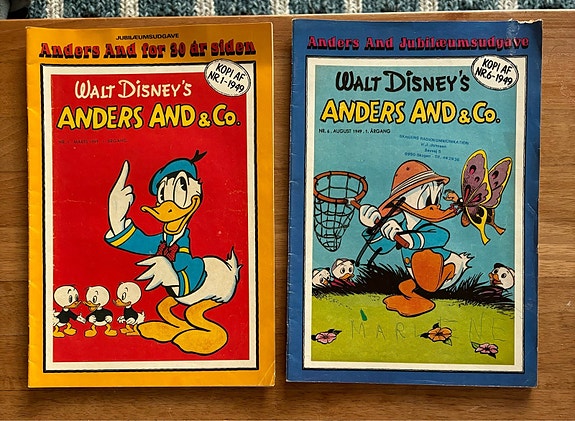 JUBILÆUMSUDGAVE
Anders And for 30 år siden
KOPI AF
NR. 1 - 1949
WALT DISNEY'S
ANDERS AND & Co.
Anders And Jubilæumsudgave
KOPI AF
NR. 6 - 1949
WALT DISNEY'S
ANDERS AND & Co.
NR. 6. AUGUST 1949. 1. ÅRGANG
MARLENE